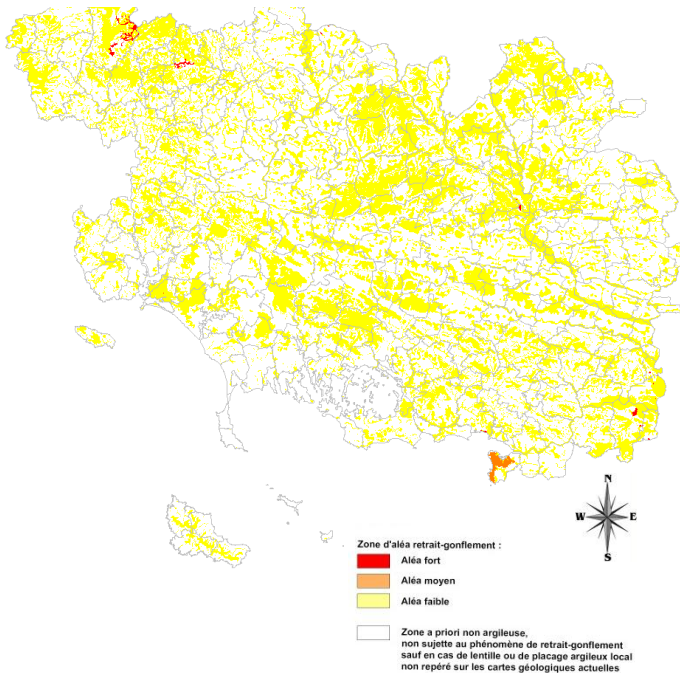 N
W E
S
Zone d'aléa retrait-gonflement :
Aléa fort
Aléa moyen
Aléa faible
Zone a priori non argileuse,
non sujette au phénomène de retrait-gonflement
sauf en cas de lentille ou de placage argileux local
non repéré sur les cartes géologiques actuelles